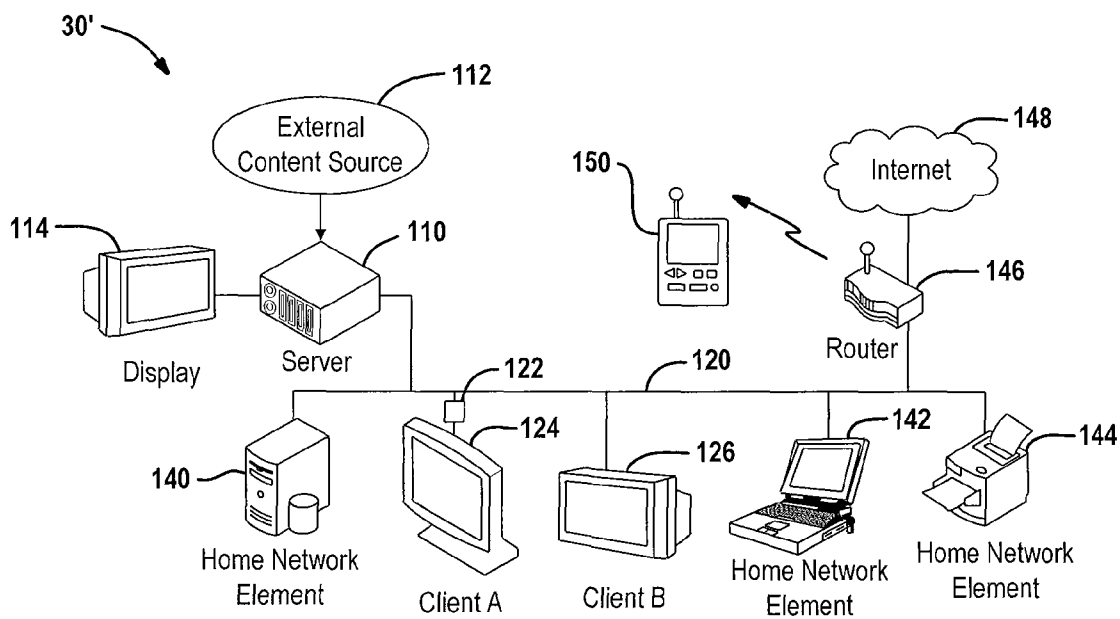 30'
112
External
Content Source
148
Internet
150
114
110
146
Display
Server
Router
122
120
124
126
142
144
140
Home Network
Element
Client A
Client B
Home Network
Element
Home Network
Element